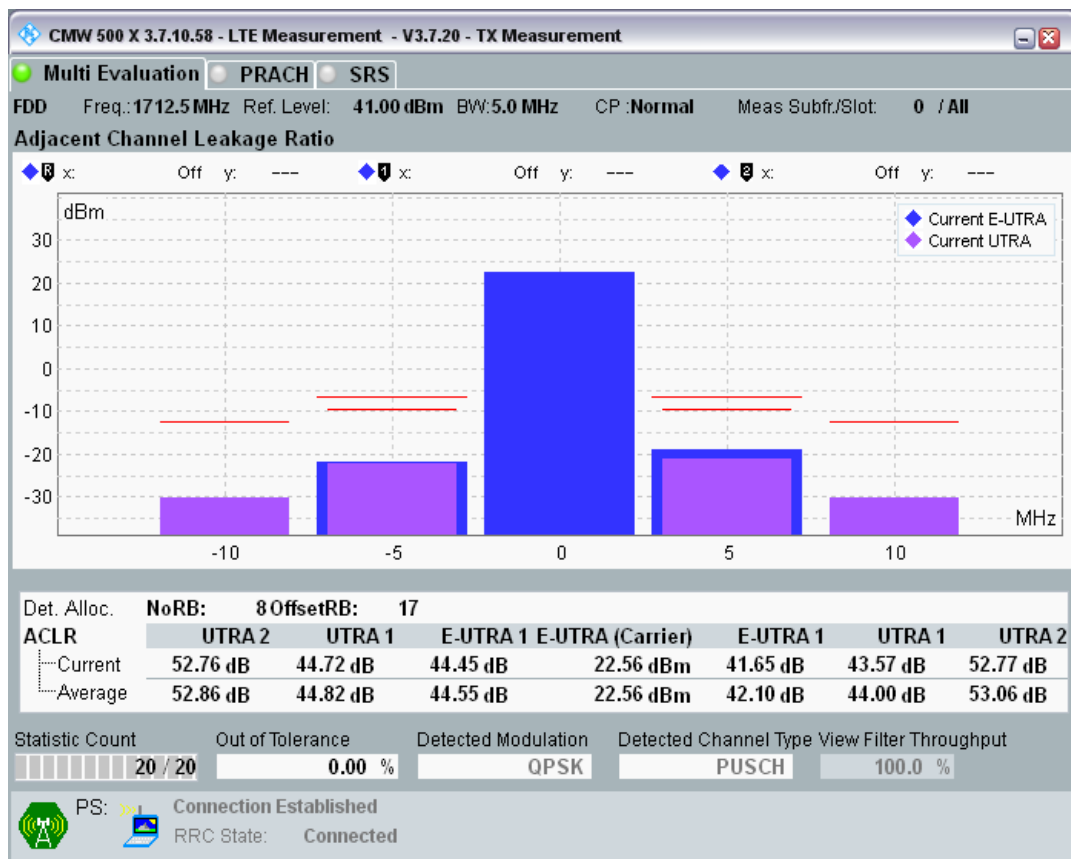 CMW 500 X 3.7.10.58 - LTE Measurement - V3.7.20 - TX Measurement
Multi Evaluation PRACH SRS
FDD Freq.:1712.5 MHz Ref. Level: 41.00 dBm BW:5.0 MHz CP :Normal Meas Subfr./Slot: 0 / All
Adjacent Channel Leakage Ratio
R x: Off y: --- 1 x: Off y: --- 2 x: Off y: ---
dBm
Current E-UTRA
Current UTRA
30
20
10
0
-10
-20
-30
MHz
-10 -5 0 5 10
Det. Alloc. NoRB: 8 OffsetRB: 17
ACLR UTRA 2 UTRA 1 E-UTRA 1 E-UTRA (Carrier) E-UTRA 1 UTRA 1 UTRA 2
Current 52.76 dB 44.72 dB 44.45 dB 22.56 dBm 41.65 dB 43.57 dB 52.77 dB
Average 52.86 dB 44.82 dB 44.55 dB 22.56 dBm 42.10 dB 44.00 dB 53.06 dB
Statistic Count Out of Tolerance Detected Modulation Detected Channel Type View Filter Throughput
20 / 20 0.00 % QPSK PUSCH 100.0 %
PS: Connection Established
RRC State: Connected